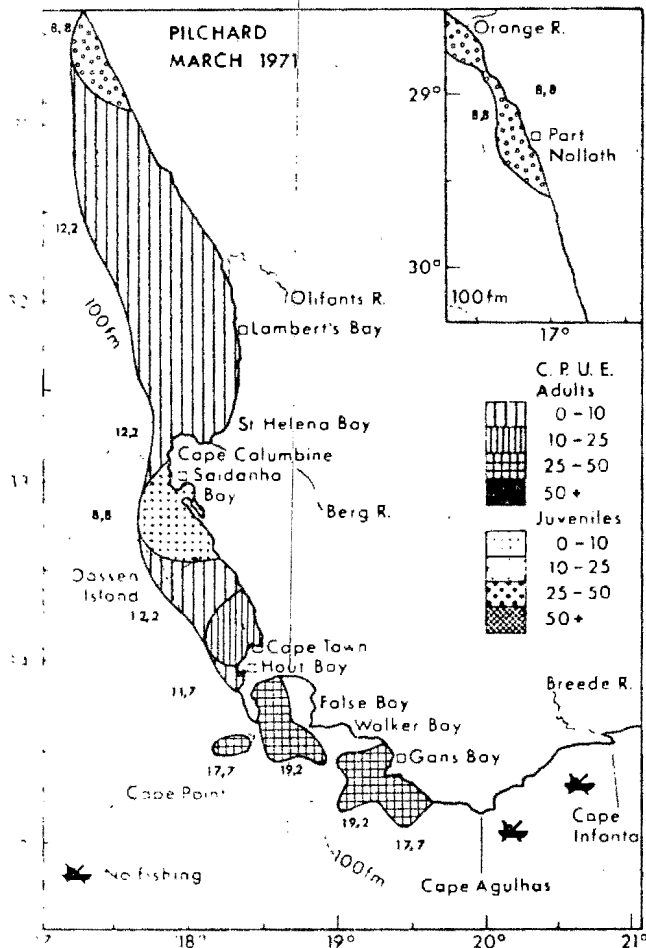 PILCHARD
MARCH 1971
8,8
12,2
100fm
Olifants R.
Lambert's Bay
12,2
St Helena Bay
Cape Calumbine
Saldanha
Bay
Berg R.
8,8
Dassen
Island
12,2
Cape Town
Hout Bay
11,7
False Bay
Walker Bay
Gans Bay
Breede R.
17,7
19,2
Cape Point
19,2
17,7
100fm
Cape
Infanta
Cape Agulhas
No fishing
18°
19°
20°
21°
Orange R.
29°
8,8
8,8
Part
Nollath
30°
100fm
17°
C. P. U. E.
Adults
0-10
10-25
25-50
50+
Juveniles
0-10
10-25
25-50
50+